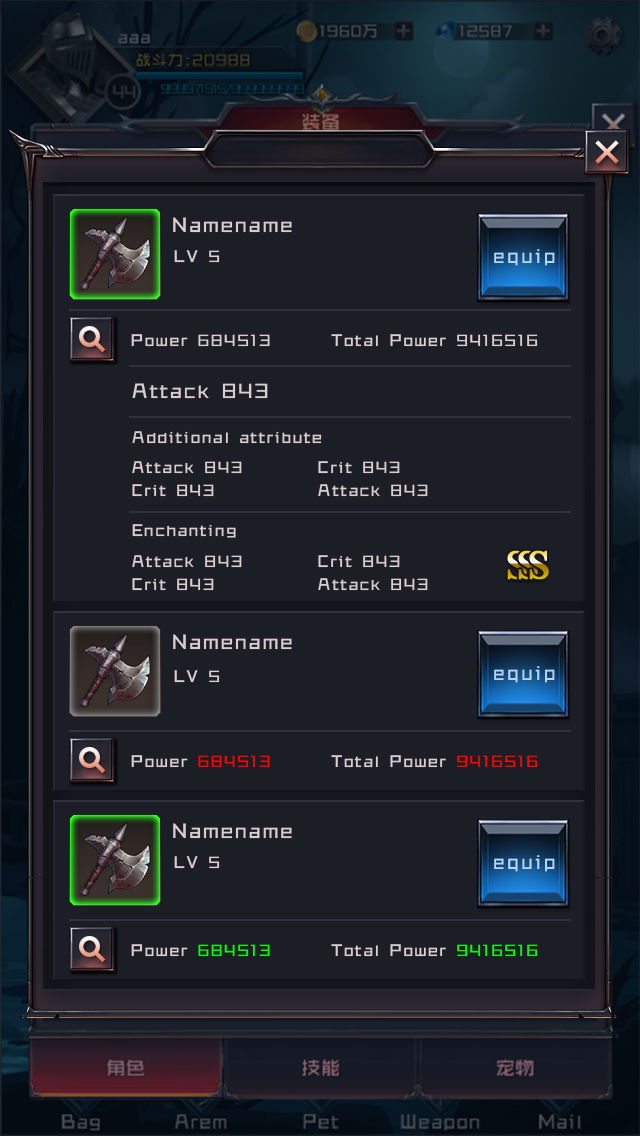 aaa
1960万
12587
战斗力:20988
44
装备
Namename
LV 5
equip
Power 684513 Total Power 9416516
Attack 843
Additional attribute
Attack 843 Crit 843
Crit 843 Attack 843
Enchanting
Attack 843 Crit 843
Crit 843 Attack 843
SSS
Namename
LV 5
equip
Power 684513 Total Power 9416516
Namename
LV 5
equip
Power 684513 Total Power 9416516
角色 技能 宠物
Bag Arem Pet Weapon Mail